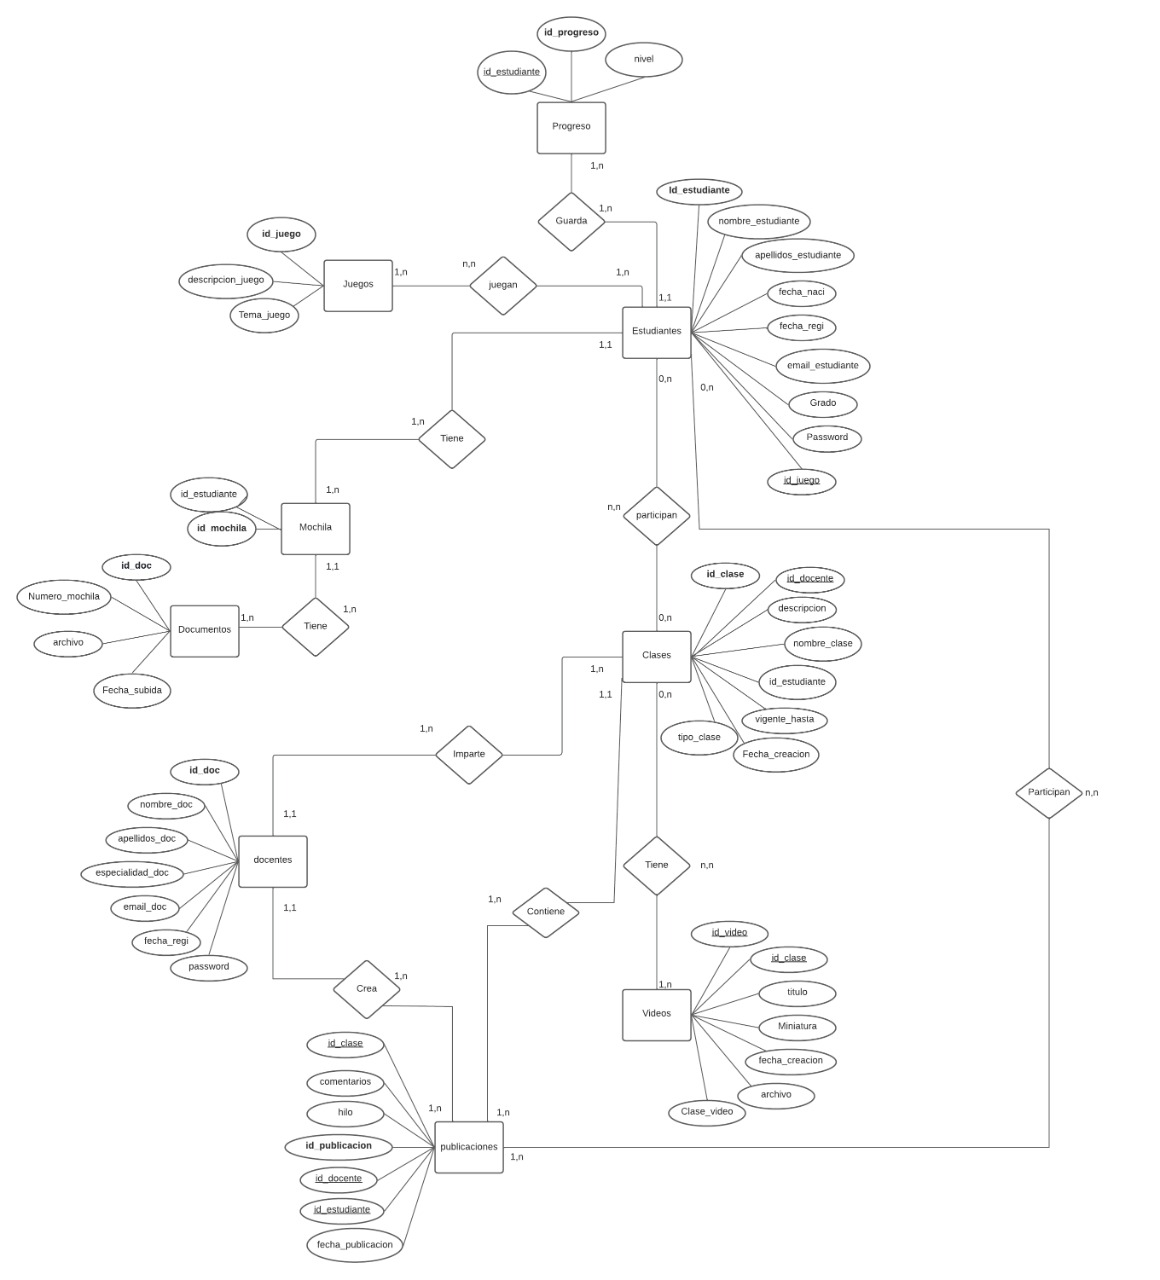 id_progreso
id_estudiante
nivel
Progreso
1,n
Guarda
1,n
Id_estudiante
nombre_estudiante
apellidos_estudiante
fecha_naci
fecha_regi
email_estudiante
Grado
Password
id_juego
id_juego
descripcion_juego
Tema_juego
Juegos
1,n
n,n
juegan
1,n
1,1
Estudiantes
1,1
0,n
0,n
1,n
Tiene
1,n
id_estudiante
id_mochila
Mochila
1,1
n,n
participan
id_doc
Numero_mochila
archivo
Fecha_subida
Documentos
1,n
Tiene
1,n
0,n
id_clase
id_docente
descripcion
nombre_clase
id_estudiante
vigente_hasta
Fecha_creacion
tipo_clase
Clases
1,n
1,1
0,n
1,n
Imparte
1,1
id_doc
nombre_doc
apellidos_doc
especialidad_doc
email_doc
fecha_regi
password
docentes
1,1
Participan
n,n
Tiene
n,n
1,n
Contiene
Crea
1,n
id_video
id_clase
titulo
Miniatura
fecha_creacion
archivo
Clase_video
1,n
Videos
id_clase
comentarios
hilo
id_publicacion
id_docente
id_estudiante
fecha_publicacion
1,n
1,n
publicaciones
1,n